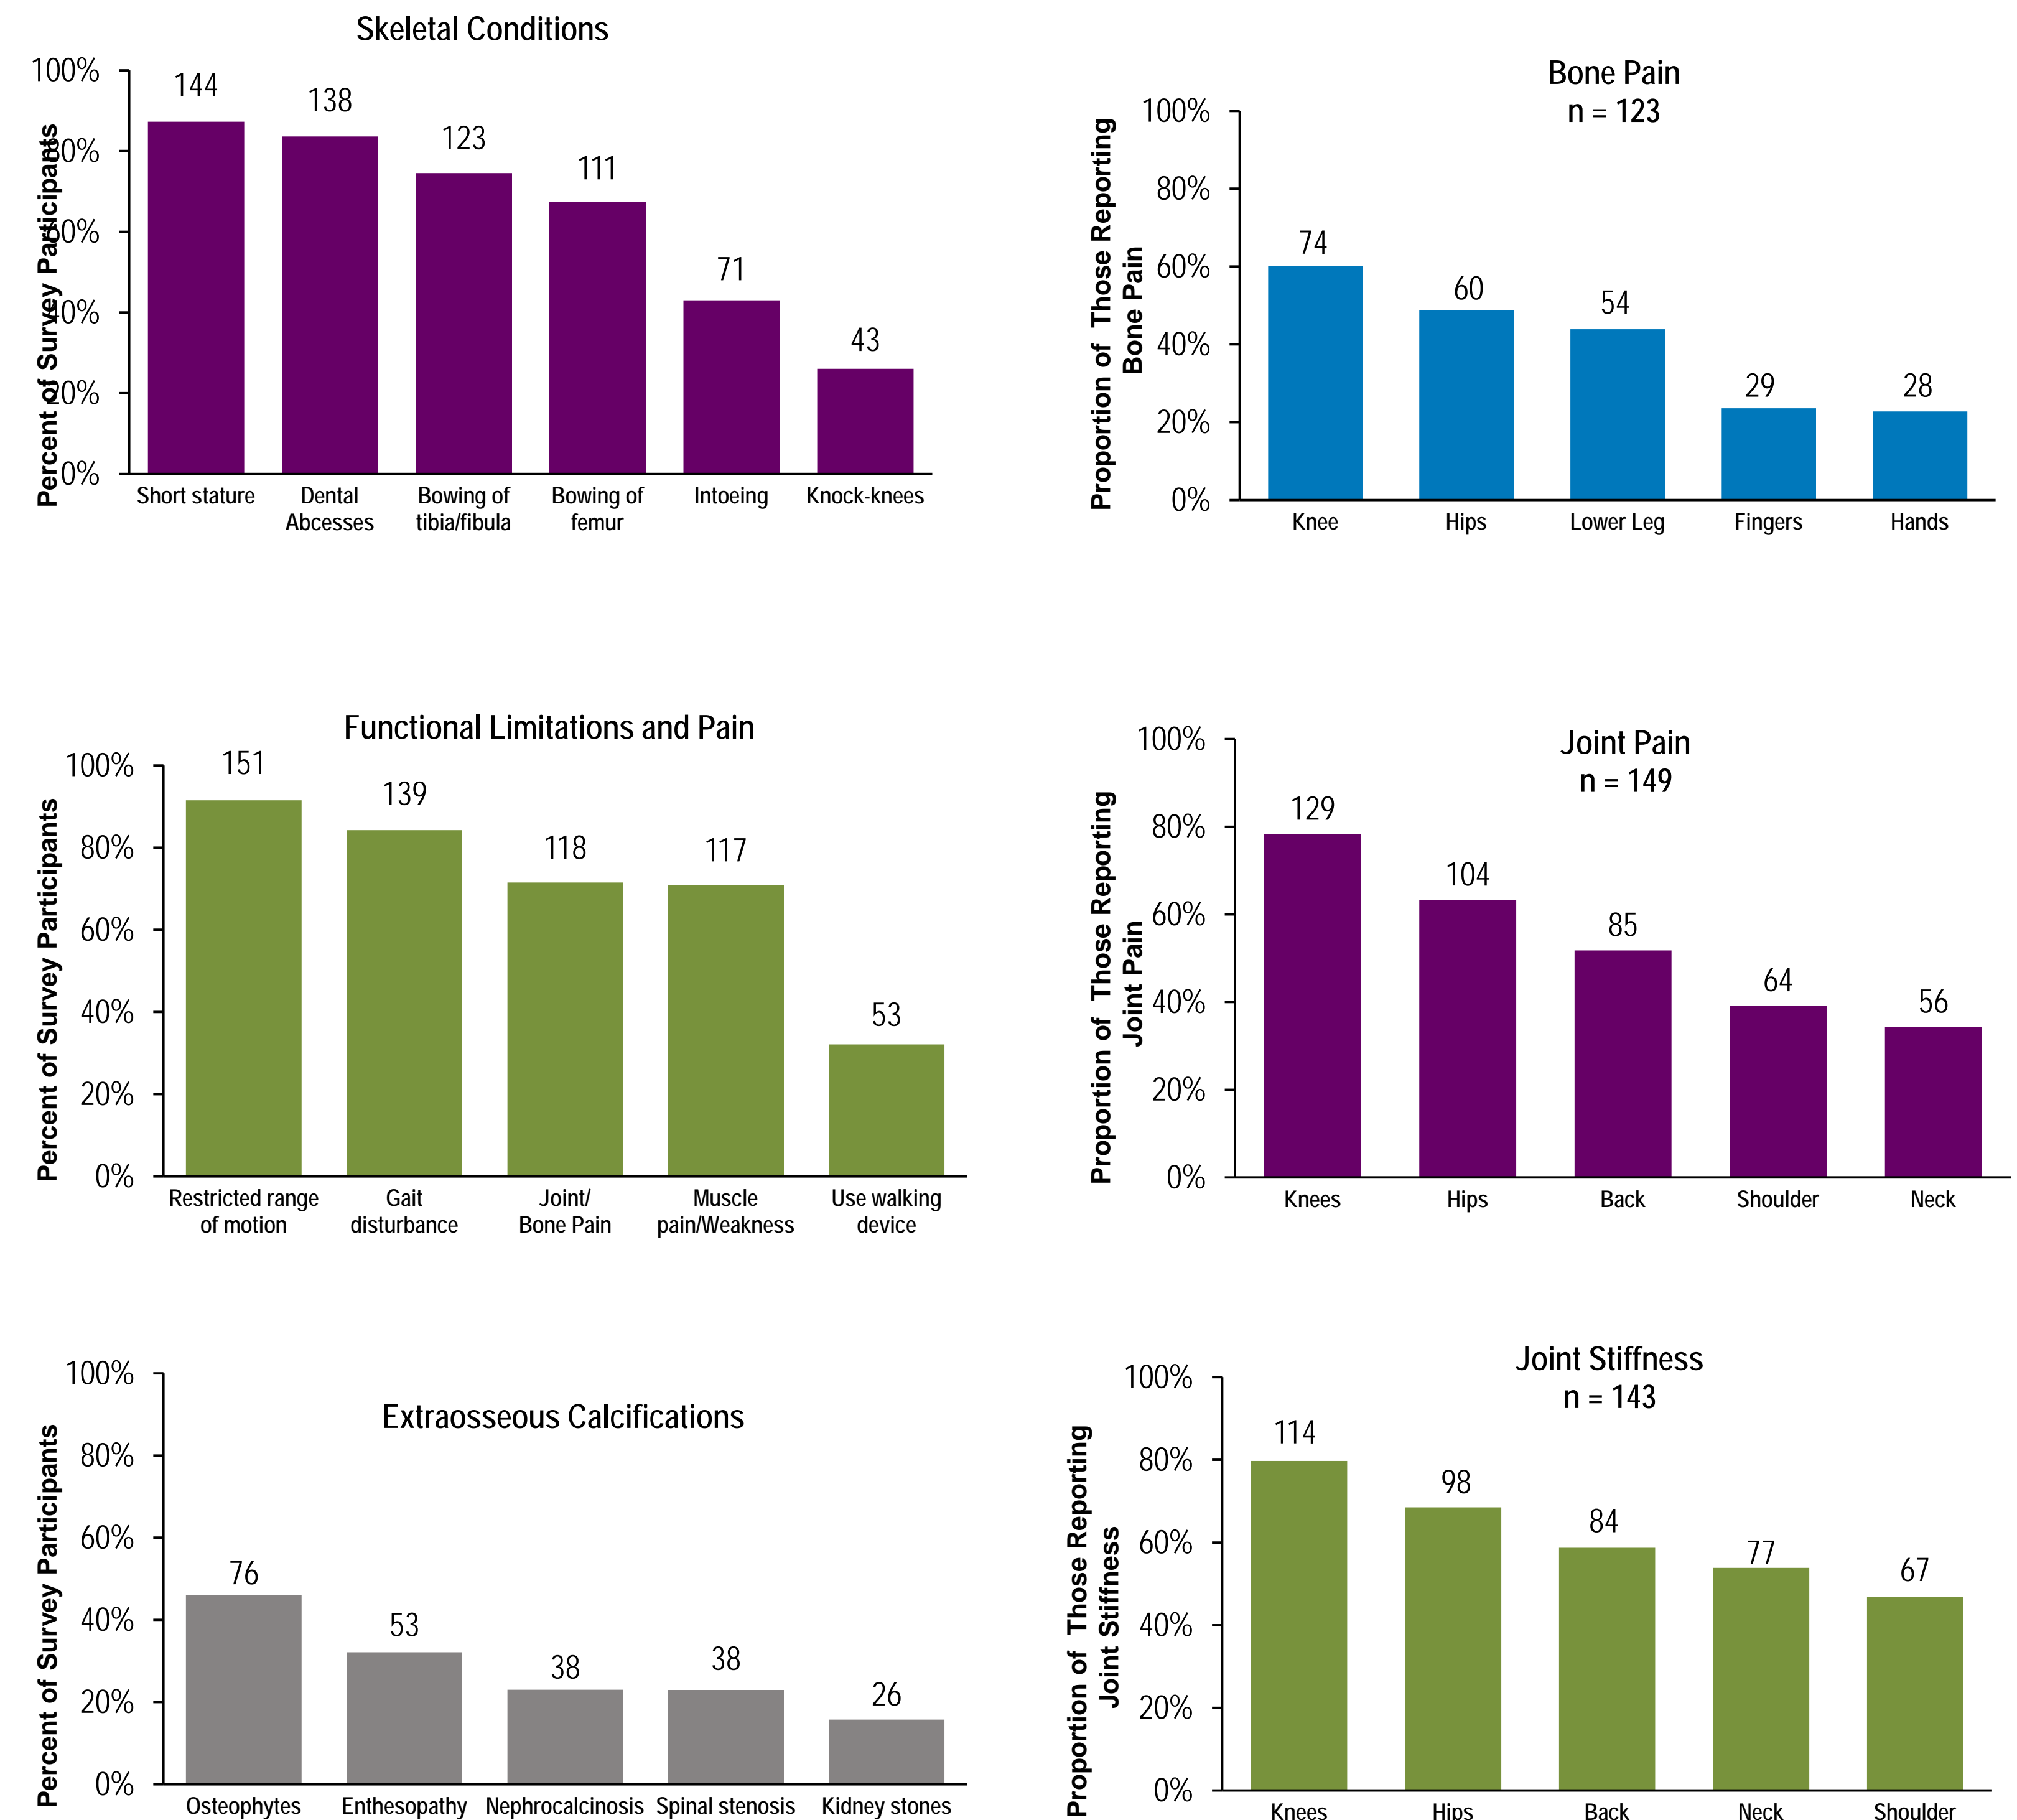 Skeletal Conditions
Percent of Survey Participants
100%
80%
60%
40%
20%
0%
144
138
123
111
71
43
Short stature
Dental
Abcesses
Bowing of
tibia/fibula
Bowing of
femur
Intoeing
Knock-knees
Bone Pain
n = 123
Proportion of Those Reporting
Bone Pain
100%
80%
60%
40%
20%
0%
74
60
54
29
28
Knee
Hips
Lower Leg
Fingers
Hands
Functional Limitations and Pain
Percent of Survey Participants
100%
80%
60%
40%
20%
0%
151
139
118
117
53
Restricted range
of motion
Gait
disturbance
Joint/
Bone Pain
Muscle
pain/Weakness
Use walking
device
Joint Pain
n = 149
Proportion of Those Reporting
Joint Pain
100%
80%
60%
40%
20%
0%
129
104
85
64
56
Knees
Hips
Back
Shoulder
Neck
Extraosseous Calcifications
Percent of Survey Participants
100%
80%
60%
40%
20%
0%
76
53
38
38
26
Osteophytes
Enthesopathy
Nephrocalcinosis
Spinal stenosis
Kidney stones
Joint Stiffness
n = 143
Proportion of Those Reporting
Joint Stiffness
100%
80%
60%
40%
20%
0%
114
98
84
77
67
Knees
Hips
Back
Neck
Shoulder